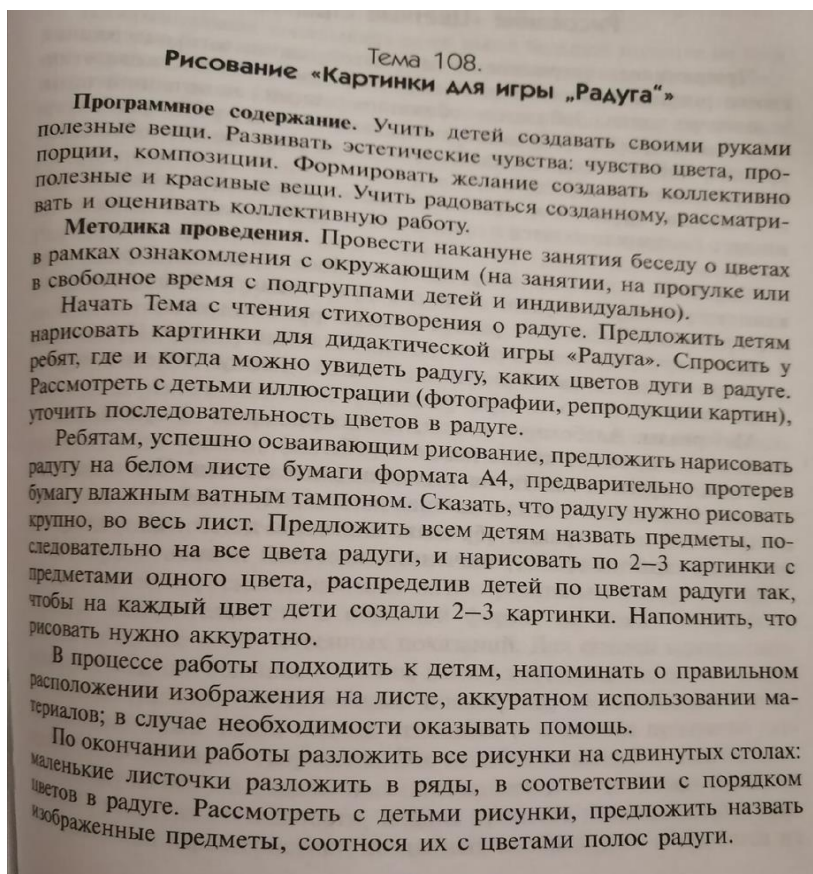 Тема 108.
Рисование «Картинки для игры „Радуга“»
Программное содержание. Учить детей создавать своими руками
полезные вещи. Развивать эстетические чувства: чувство цвета, про-
порции, композиции. Формировать желание создавать коллективно
полезные и красивые вещи. Учить радоваться созданному, рассматри-
вать и оценивать коллективную работу.
Методика проведения. Провести накануне занятия беседу о цветах
в рамках ознакомления с окружающим (на занятии, на прогулке или
в свободное время с подгруппами детей и индивидуально).
Начать Тема с чтения стихотворения о радуге. Предложить детям
нарисовать картинки для дидактической игры «Радуга». Спросить у
ребят, где и когда можно увидеть радугу, каких цветов дуги в радуге.
Рассмотреть с детьми иллюстрации (фотографии, репродукции картин),
уточнить последовательность цветов в радуге.
Ребятам, успешно осваивающим рисование, предложить нарисовать
радугу на белом листе бумаги формата А4, предварительно протерев
бумагу влажным ватным тампоном. Сказать, что радугу нужно рисовать
крупно, во весь лист. Предложить всем детям назвать предметы, по-
следовательно на все цвета радуги, и нарисовать по 2–3 картинки с
предметами одного цвета, распределив детей по цветам радуги так,
чтобы на каждый цвет дети создали 2–3 картинки. Напомнить, что
рисовать нужно аккуратно.
В процессе работы подходить к детям, напоминать о правильном
расположении изображения на листе, аккуратном использовании ма-
териалов; в случае необходимости оказывать помощь.
По окончании работы разложить все рисунки на сдвинутых столах:
маленькие листочки разложить в ряды, в соответствии с порядком
цветов в радуге. Рассмотреть с детьми рисунки, предложить назвать
изображенные предметы, соотнося их с цветами полос радуги.